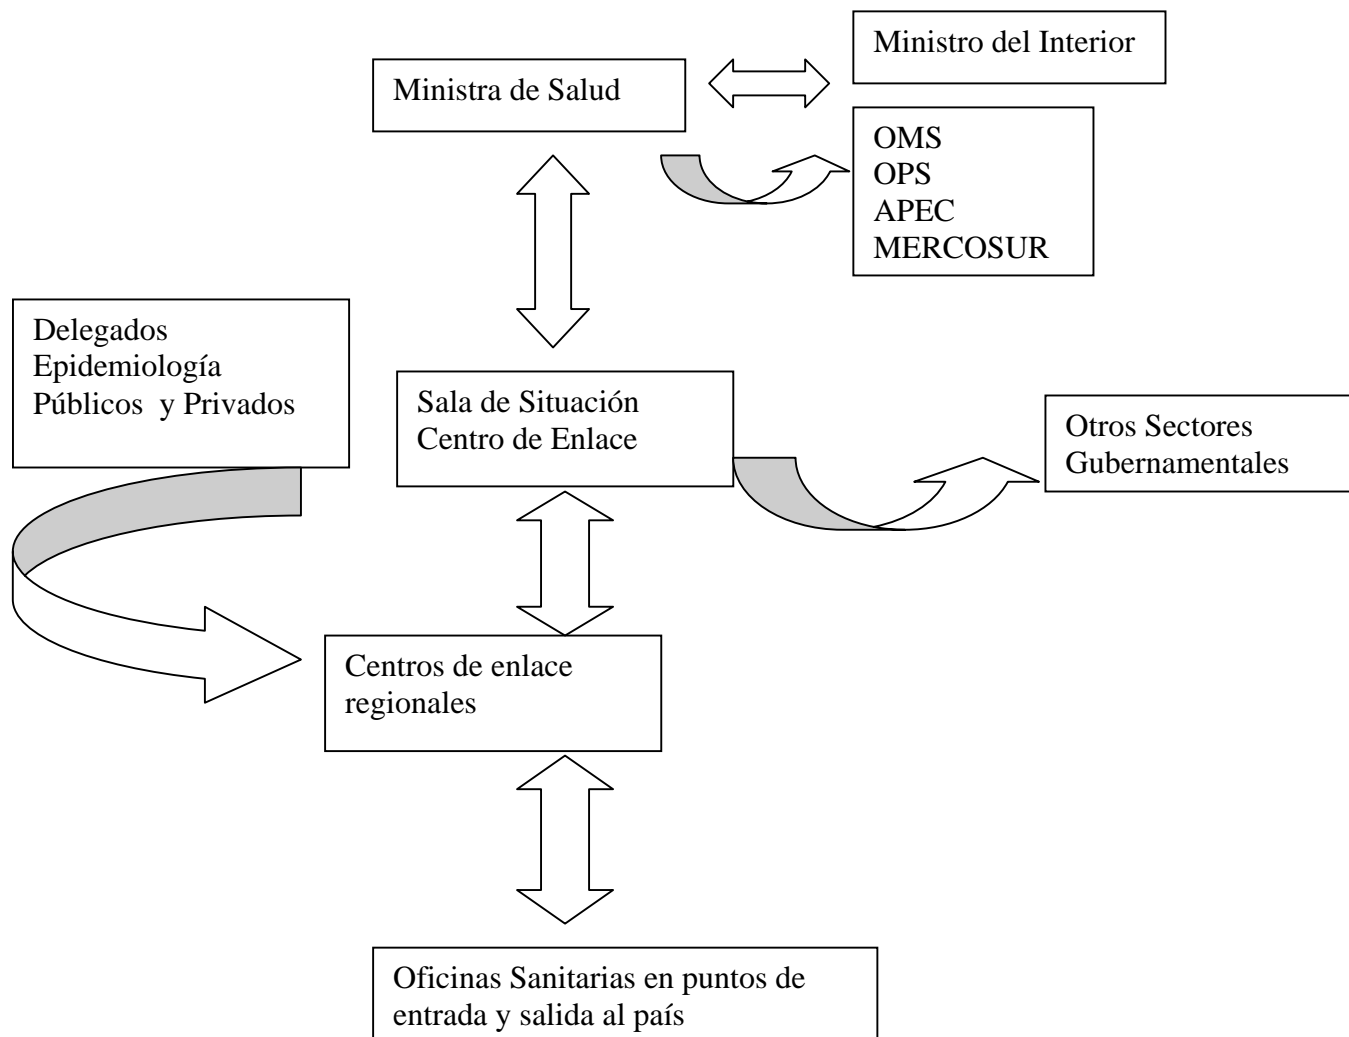 Ministro del Interior
Ministra de Salud
OMS
OPS
APEC
MERCOSUR
Delegados
Epidemiología
Públicos  y Privados
Sala de Situación
Centro de Enlace
Otros Sectores
Gubernamentales
Centros de enlace
regionales
Oficinas Sanitarias en puntos de
entrada y salida al país